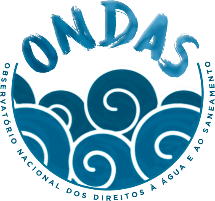 ONDAS
OBSERVATÓRIO NACIONAL DOS DIREITOS À ÁGUA E AO SANEAMENTO